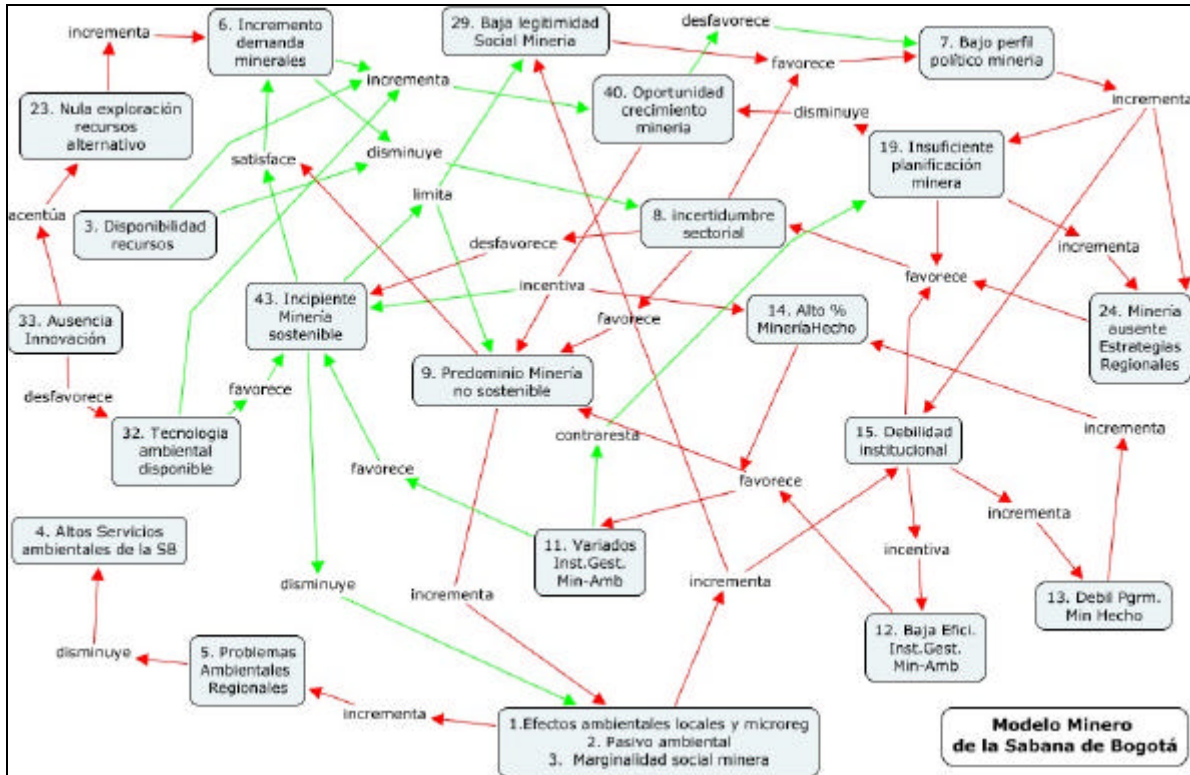 incrementa
6. Incremento
demanda
minerales
29. Baja legitimidad
Social Mineria
desfavorece
7. Bajo perfil
político mineria
favorece
incrementa
23. Nula exploración
recursos
alternativo
40. Oportunidad
crecimiento
mineria
disminuye
incrementa
19. Insuficiente
planificación
minera
satisface
disminuye
limita
acentúa
3. Disponibilidad
recursos
8. incertidumbre
sectorial
desfavorece
incrementa
favorece
43. Incipiente
Minería
sostenible
incentiva
14. Alto %
MineríaHecho
24. Minería
ausente
Estrategias
Regionales
33. Ausencia
Innovación
favorece
9. Predominio Minería
no sostenible
desfavorece
favorece
32. Tecnologia
ambiental
disponible
contraresta
15. Debilidad
institucional
incrementa
favorece
favorece
4. Altos Servicios
ambientales de la SB
11. Variados
Inst.Gest.
Min-Amb
incrementa
incentiva
disminuye
incrementa
incrementa
13. Debil Pgrm.
Min Hecho
12. Baja Efici.
Inst.Gest.
Min-Amb
disminuye
5. Problemas
Ambientales
Regionales
incrementa
1.Efectos ambientales locales y microreg
2. Pasivo ambiental
3. Marginalidad social minera
Modelo Minero
de la Sabana de Bogotá